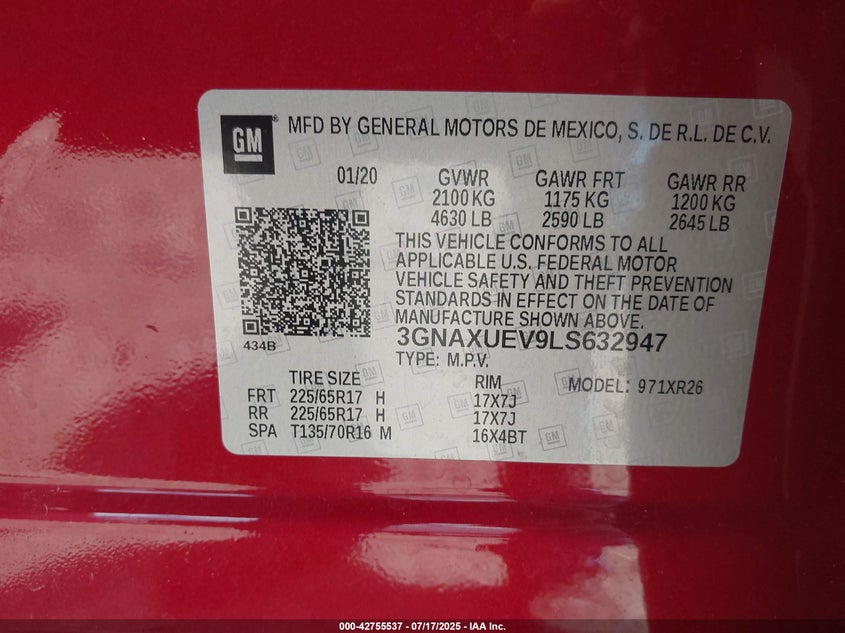 GM MFD BY GENERAL MOTORS DE MEXICO, S. DE R.L. DE C.V.
01/20 GVWR GAWR FRT GAWR RR
2100 KG 1175 KG 1200 KG
4630 LB 2590 LB 2645 LB
THIS VEHICLE CONFORMS TO ALL
APPLICABLE U.S. FEDERAL MOTOR
VEHICLE SAFETY AND THEFT PREVENTION
STANDARDS IN EFFECT ON THE DATE OF
MANUFACTURE SHOWN ABOVE.
434B 3GNAXUEV9LS632947
TYPE: M.P.V.
TIRE SIZE RIM MODEL: 971XR26
FRT 225/65R17 H 17X7J
RR 225/65R17 H 17X7J
SPA T135/70R16 M 16X4BT
000-42755537 - 07/17/2025 - IAA Inc.